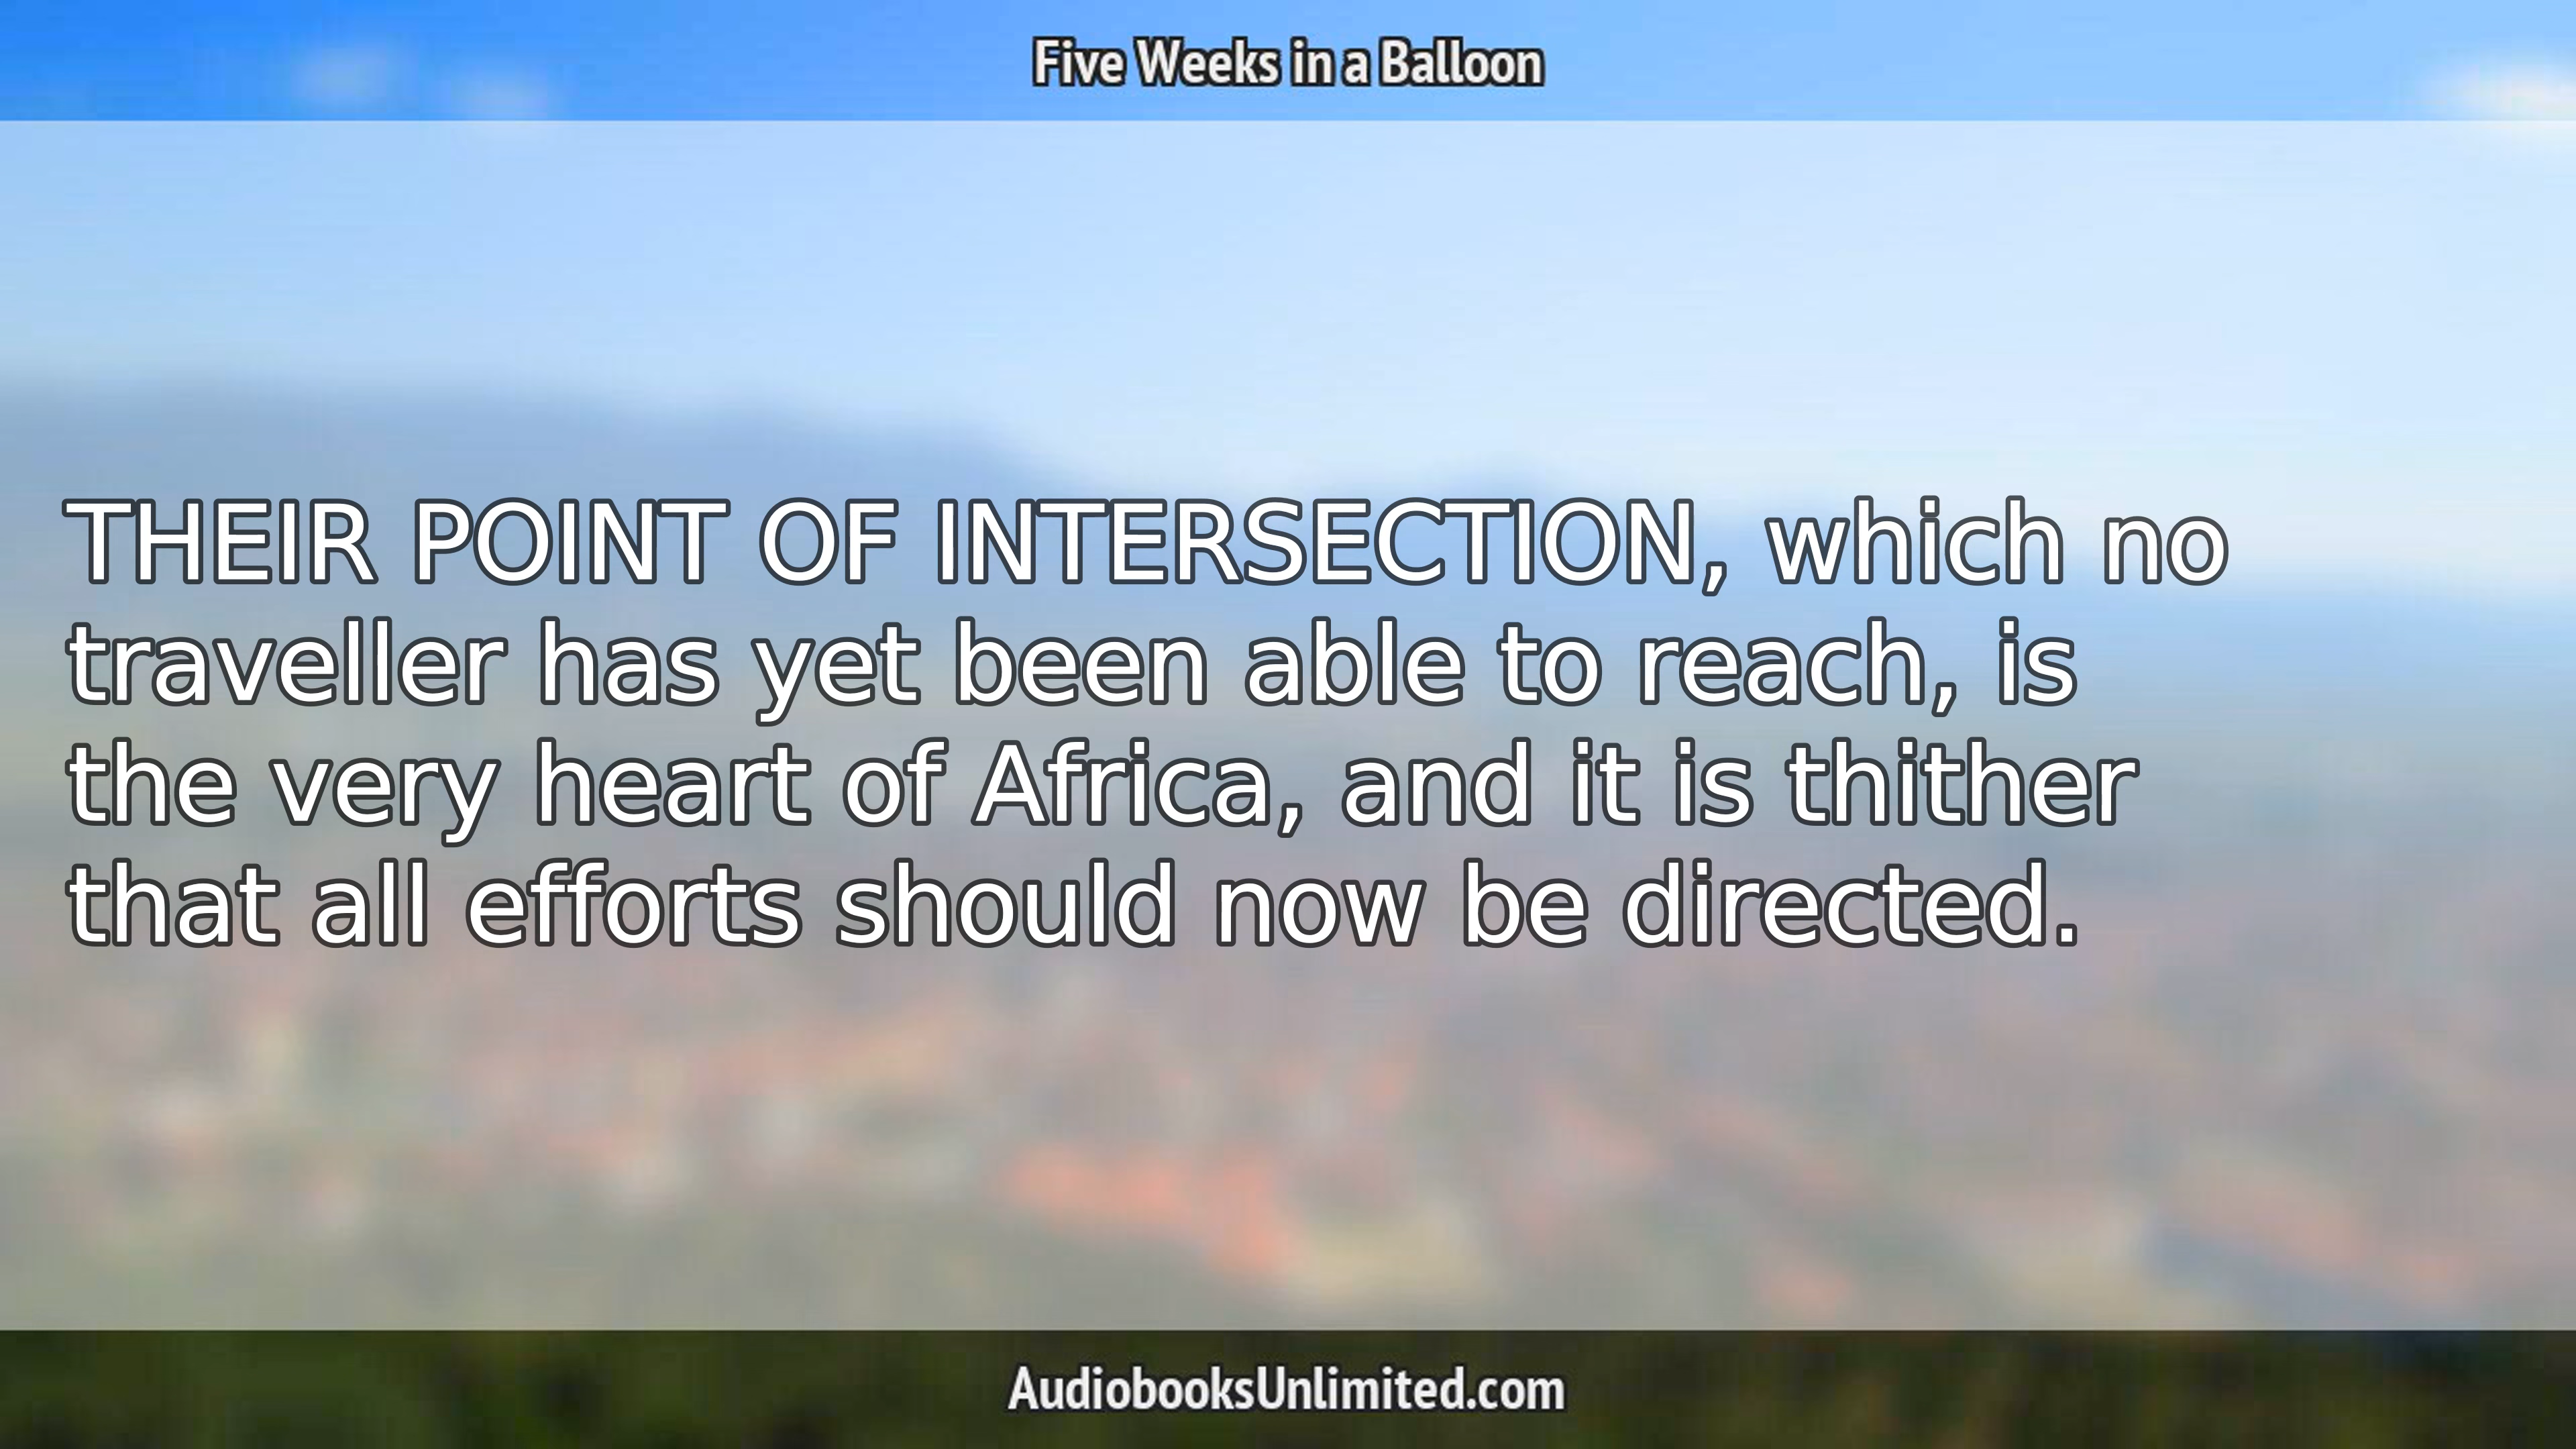 Five Weeks in a Balloon
THEIR POINT OF INTERSECTION, which no
traveller has yet been able to reach, is
the very heart of Africa, and it is thither
that all efforts should now be directed.
AudiobooksUnlimited.com